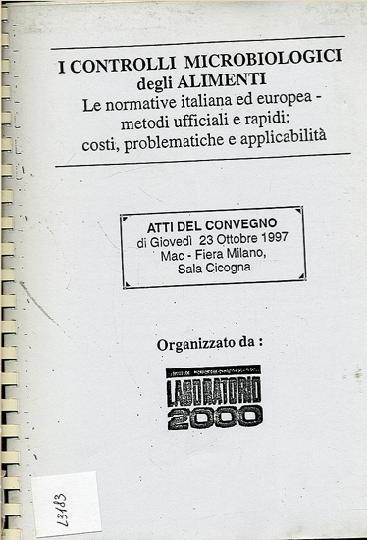 I CONTROLLI MICROBIOLOGICI
degli ALIMENTI
Le normative italiana ed europea -
metodi ufficiali e rapidi:
costi, problematiche e applicabilità
ATTI DEL CONVEGNO
di Giovedì 23 Ottobre 1997
Mac - Fiera Milano,
Sala Cicogna
Organizzato da :
LABORATORIO
2000
L3183